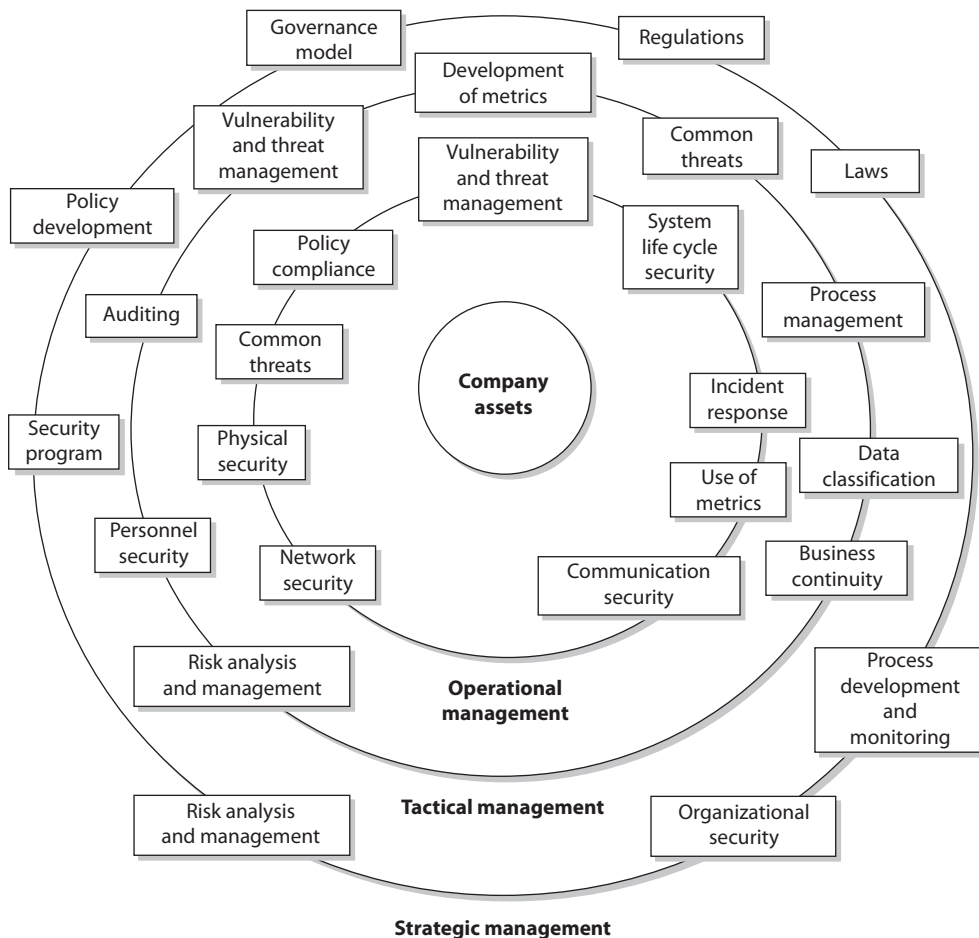 Governance
model
Regulations
Development
of metrics
Vulnerability
and threat
management
Common
threats
Vulnerability
and threat
management
Laws
Policy
development
System
life cycle
security
Policy
compliance
Process
management
Auditing
Common
threats
Company
assets
Incident
response
Security
program
Physical
security
Data
classification
Use of
metrics
Personnel
security
Network
security
Communication
security
Business
continuity
Risk analysis
and management
Process
development
and
monitoring
Operational
management
Tactical management
Risk analysis
and management
Organizational
security
Strategic management